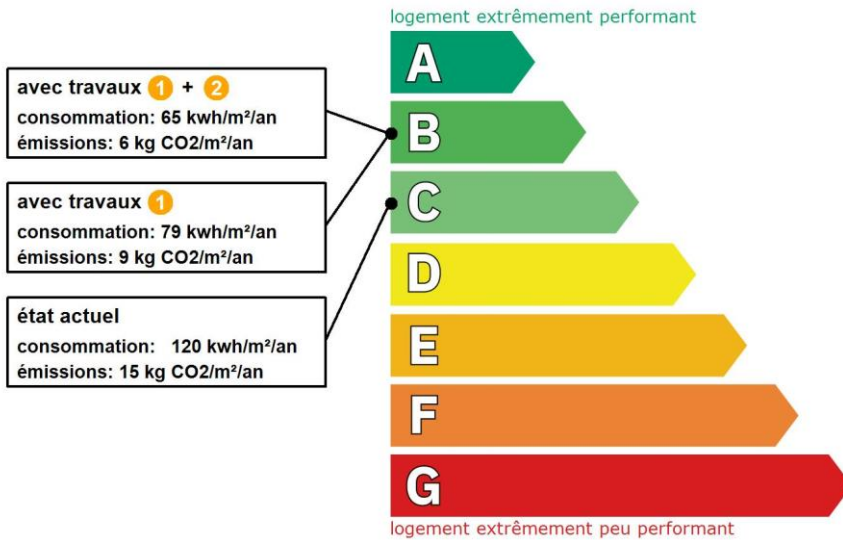 logement extrêmement performant
avec travaux 1 + 2
consommation: 65 kwh/m²/an
émissions: 6 kg CO2/m²/an
avec travaux 1
consommation: 79 kwh/m²/an
émissions: 9 kg CO2/m²/an
état actuel
consommation: 120 kwh/m²/an
émissions: 15 kg CO2/m²/an
A
B
C
D
E
F
G
logement extrêmement peu performant